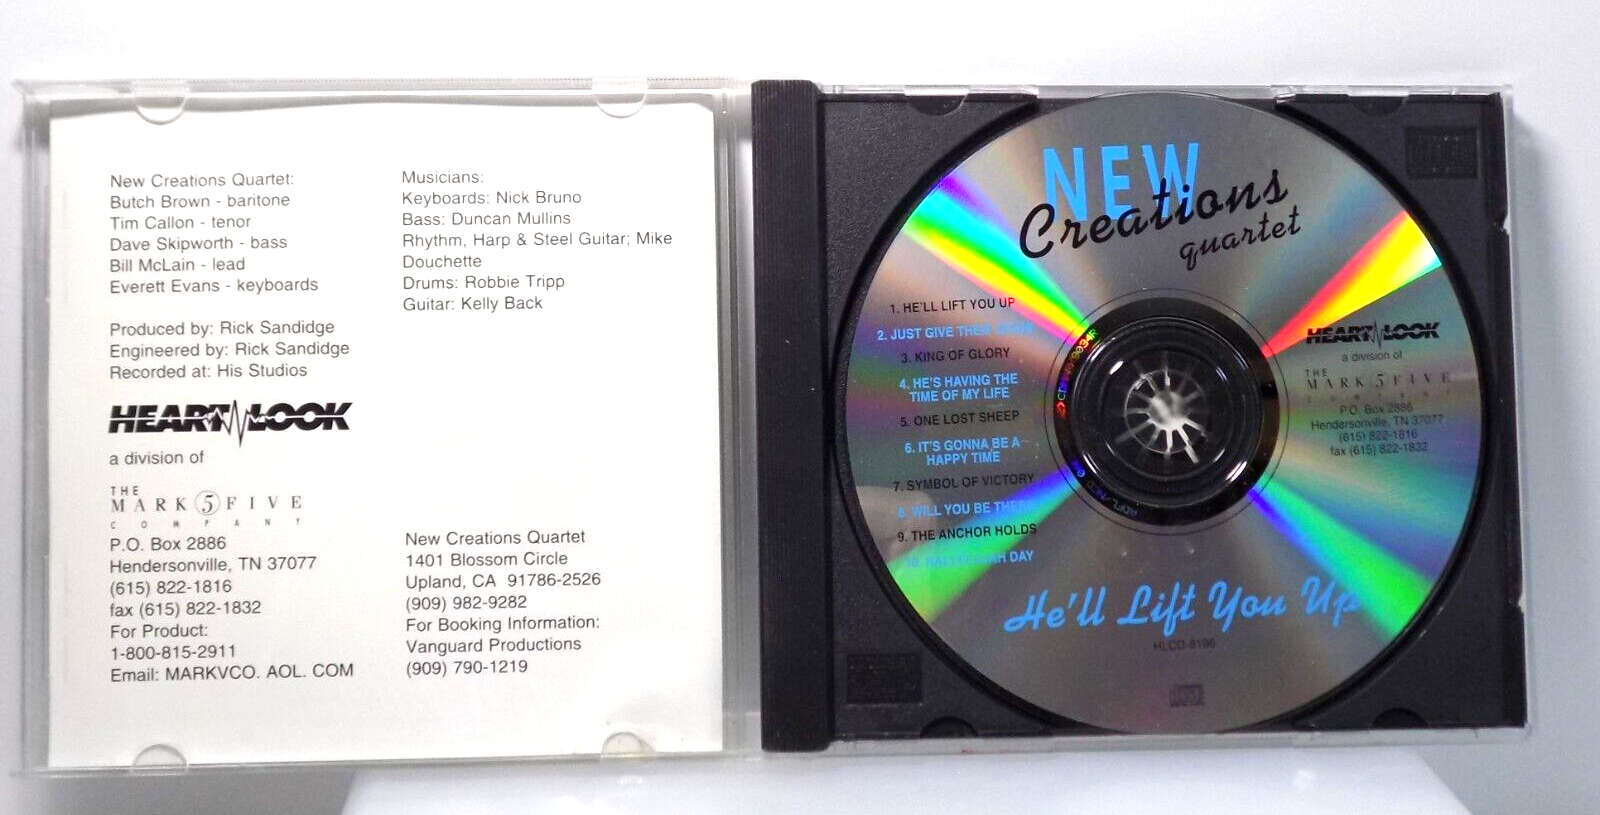 New Creations Quartet:
Butch Brown - baritone
Tim Callon - tenor
Dave Skipworth - bass
Bill McLain - lead
Everett Evans - keyboards
Produced by: Rick Sandidge
Engineered by: Rick Sandidge
Recorded at: His Studios
HEART LOOK
a division of
THE
MARK 5 FIVE
COMPANY
P.O. Box 2886
Hendersonville, TN 37077
(615) 822-1816
fax (615) 822-1832
For Product:
1-800-815-2911
Email: MARKVCO. AOL. COM
Musicians:
Keyboards: Nick Bruno
Bass: Duncan Mullins
Rhythm, Harp & Steel Guitar; Mike
Douchette
Drums: Robbie Tripp
Guitar: Kelly Back
New Creations Quartet
1401 Blossom Circle
Upland, CA 91786-2526
(909) 982-9282
For Booking Information:
Vanguard Productions
(909) 790-1219
NEW
Creations
quartet
1. HE'LL LIFT YOU UP
2. JUST GIVE THEM
3. KING OF GLORY
4. HE'S HAVING THE
TIME OF MY LIFE
5. ONE LOST SHEEP
6. IT'S GONNA BE A
HAPPY TIME
7. SYMBOL OF VICTORY
8. WILL YOU BE
9. THE ANCHOR HOLDS
10. HALLELUJAH DAY
HEART LOOK
a division of
THE
MARK 5 FIVE
COMPANY
P.O. Box 2886
Hendersonville, TN 37077
(615) 822-1816
fax (615) 822-1832
He'll Lift You Up
HLCD-8196